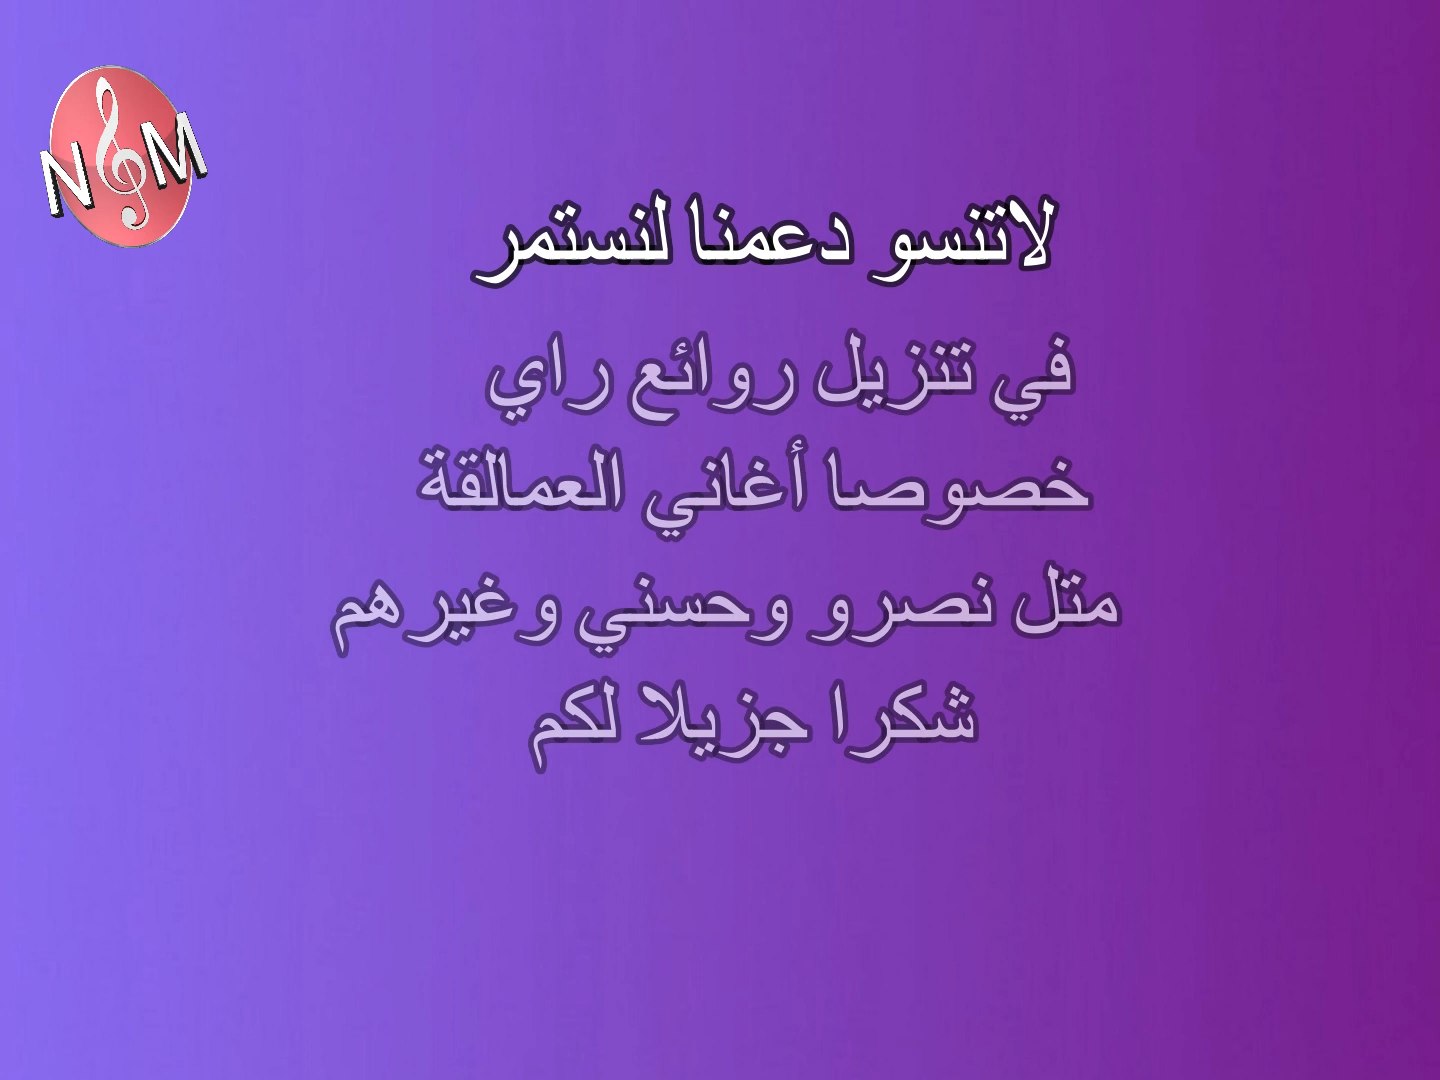 N M
لاتنسو دعمنا لنستمر
في تنزيل روائع راي
خصوصا أغاني العمالقة
متل نصرو وحسني وغيرهم
شكرا جزيلا لكم